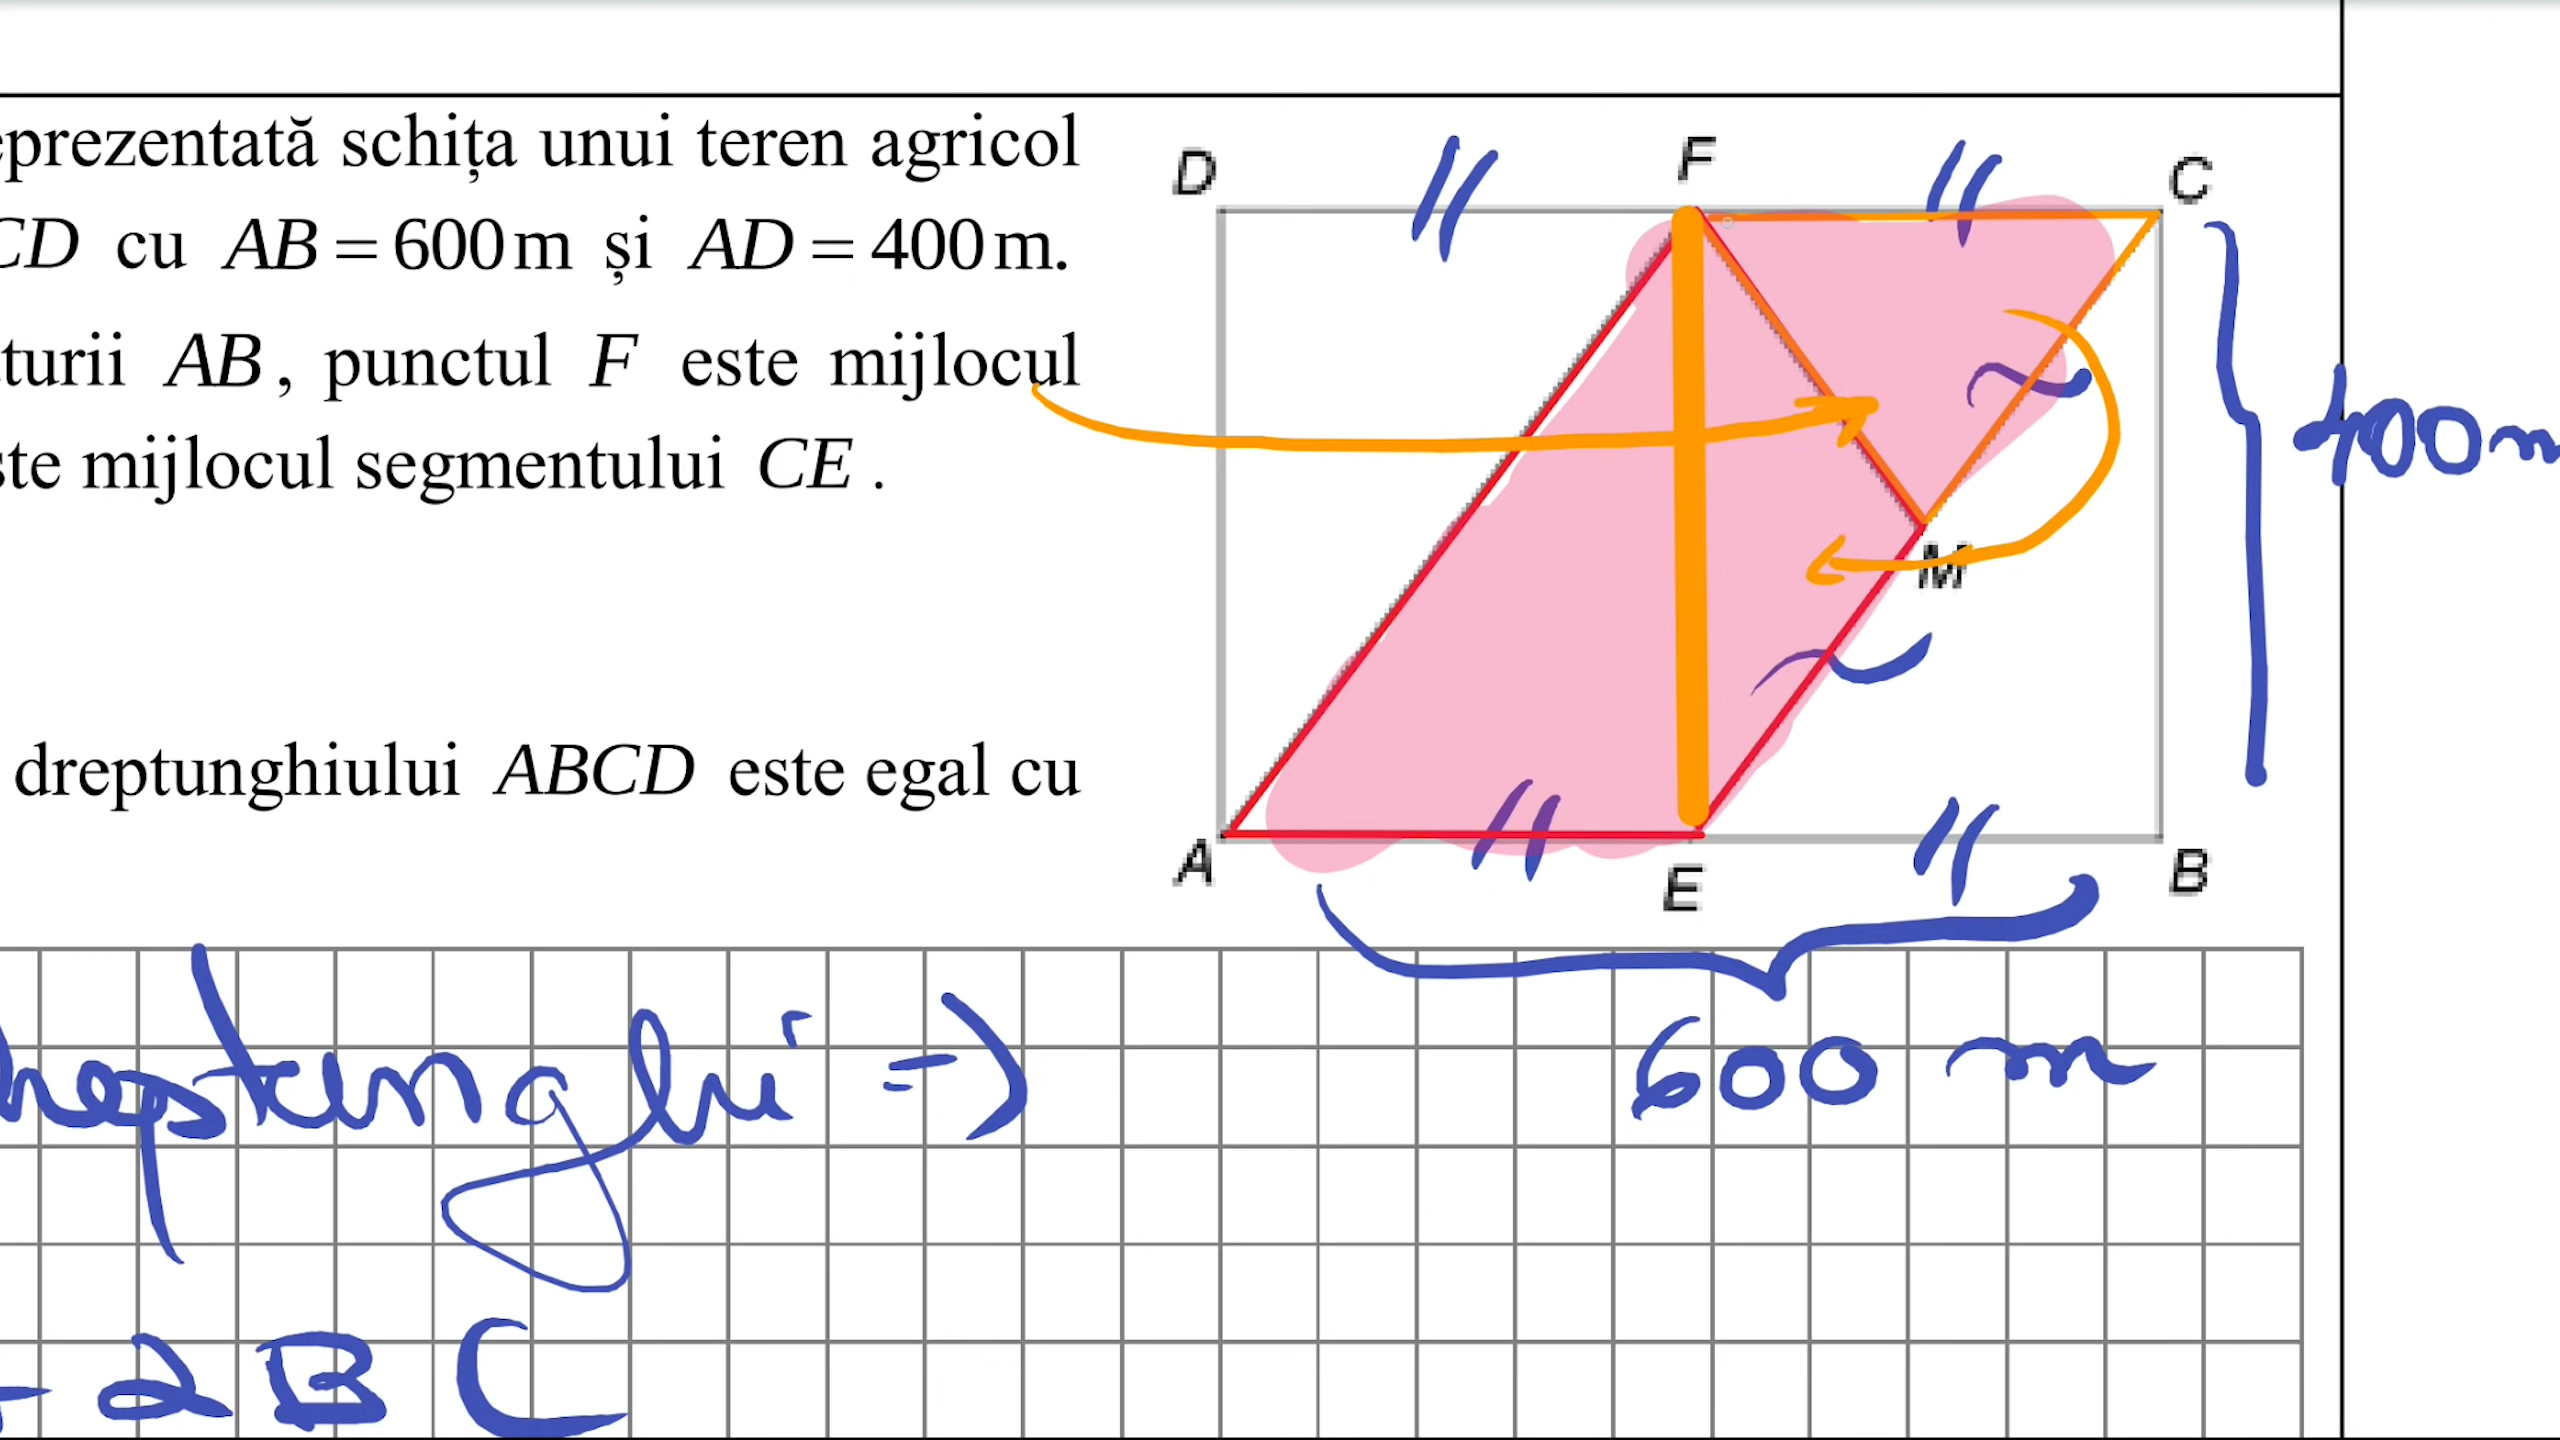 eprezentată schița unui teren agricol
CD cu AB = 600 m și AD = 400 m.
turii AB, punctul F este mijlocul
ste mijlocul segmentului CE.
dreptunghiului ABCD este egal cu
D F C
400m
M
A E B
600 m
reptunghi =>
2BC